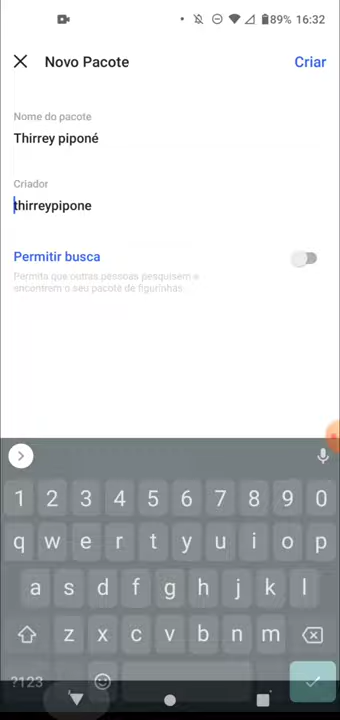 89% 16:32
Novo Pacote Criar
Nome do pacote
Thirrey piponé
Criador
thirreypipone
Permitir busca
Permita que outras pessoas pesquisem e
encontrem o seu pacote de figurinhas.
1 2 3 4 5 6 7 8 9 0
q w e r t y u i o p
a s d f g h j k l
z x c v b n m
?123